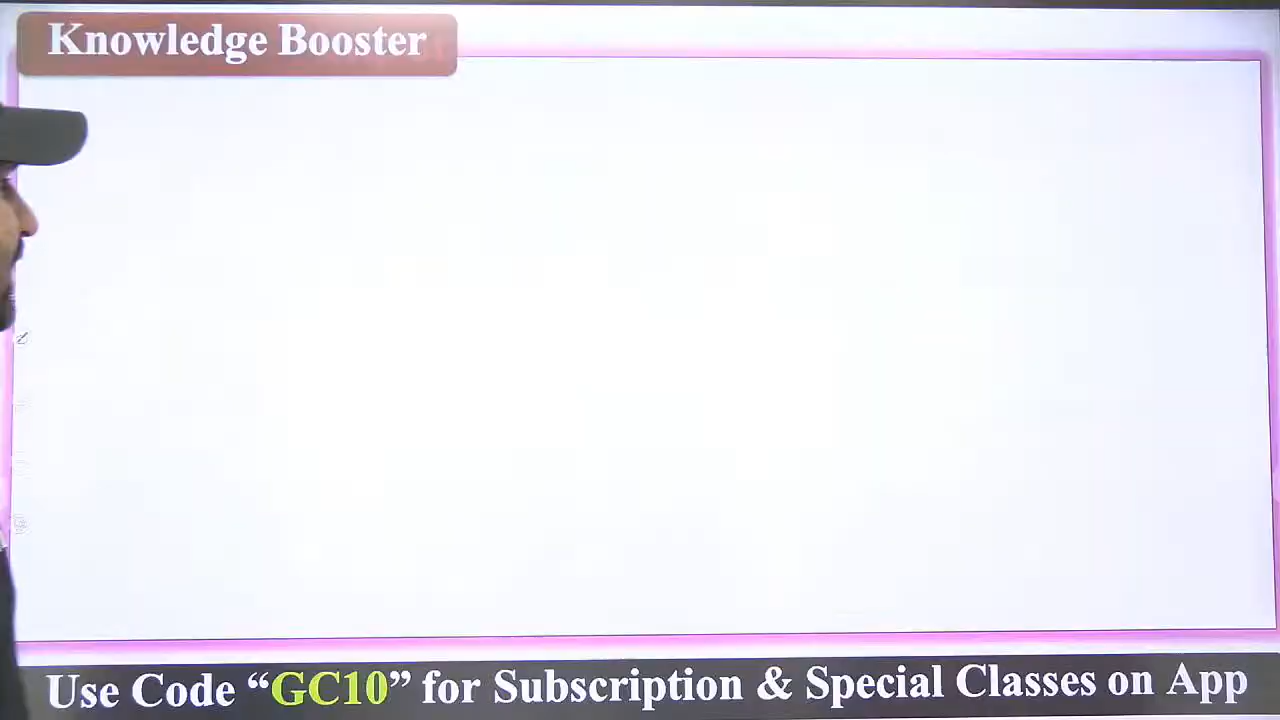 Knowledge Booster
Use Code “GC10” for Subscription & Special Classes on App